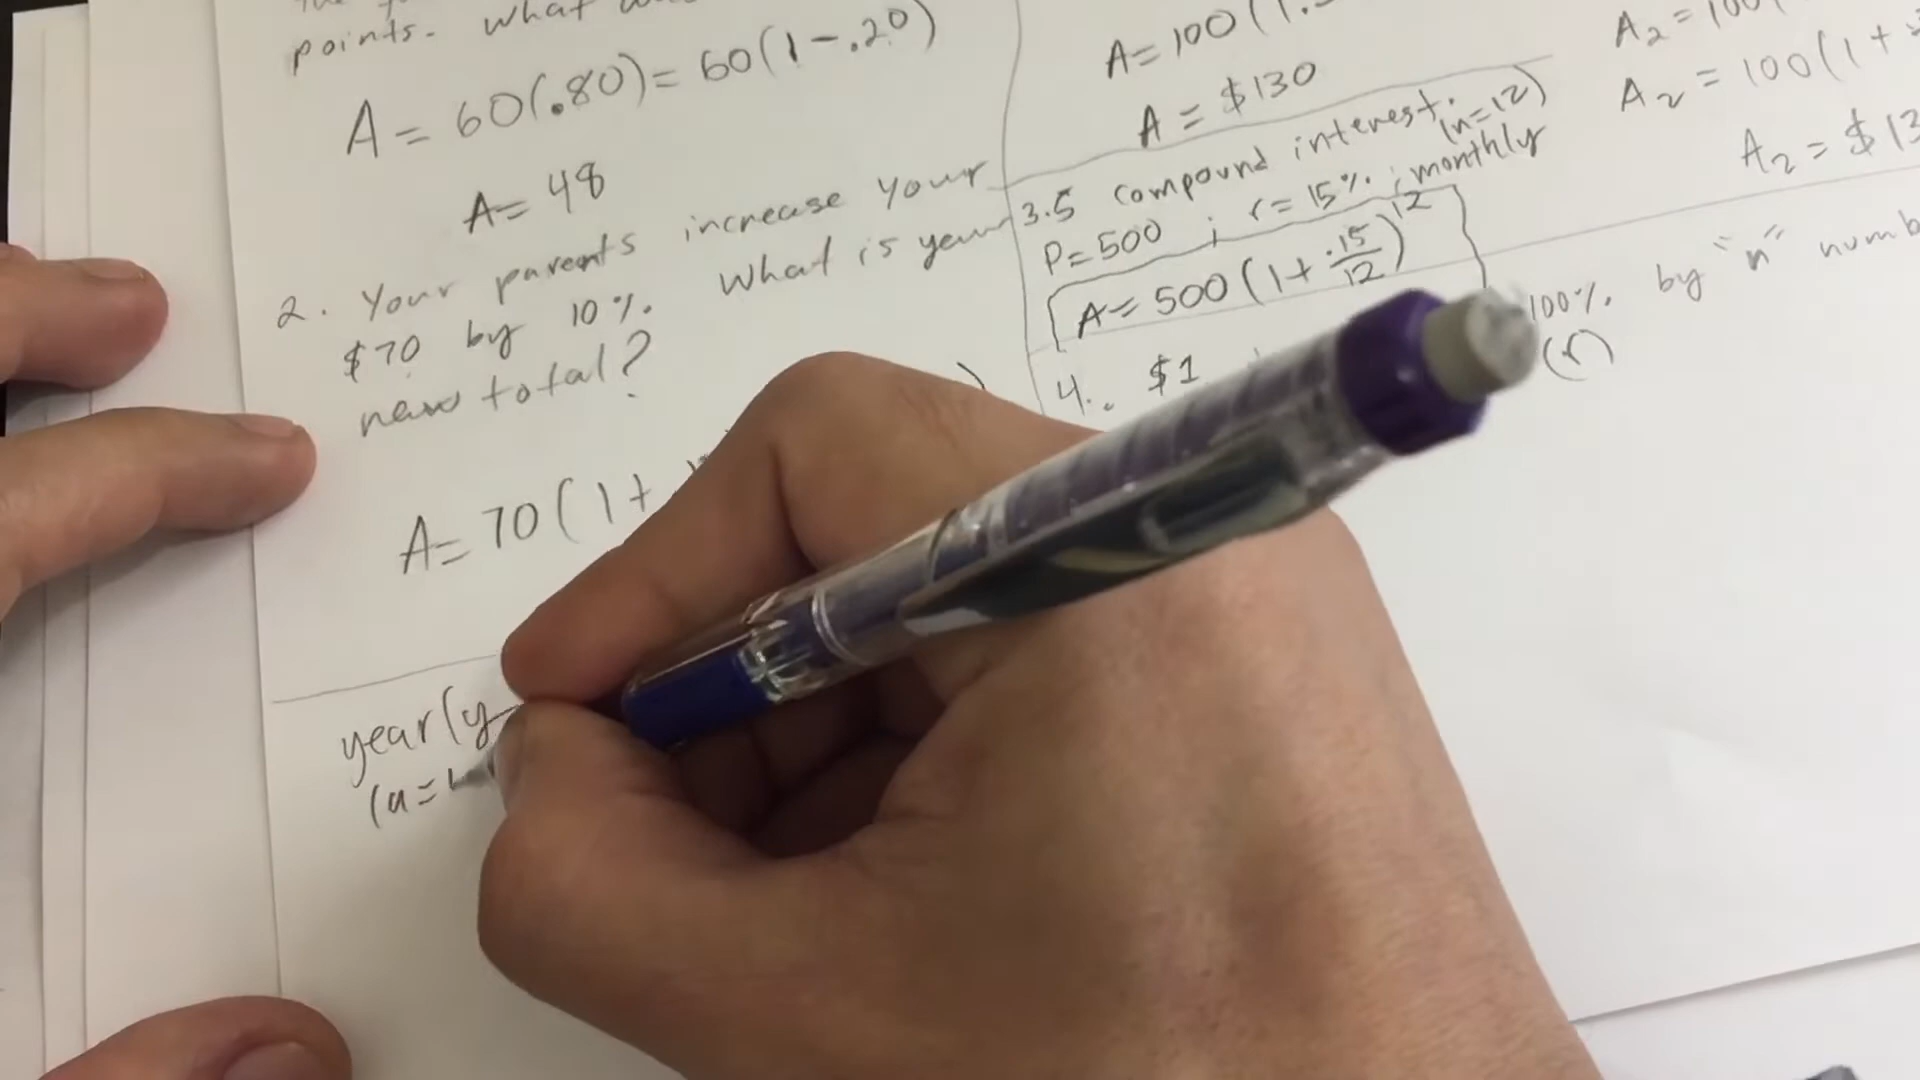 points. What
A = 60(.80) = 60(1-.20)
A = 48
2. Your parents increase your
$70 by 10%. What is your
new total?
A = 70(1+
yearly
A = 100(1.
A = $130
3.5 compound interest. (n=12)
P=500 ; r= 15% ; monthly
A = 500(1+ .15/12)^12
4. $1
100% by "n" numb
(r)
A2 = 100
A2 = 100(1+
A2 = $13